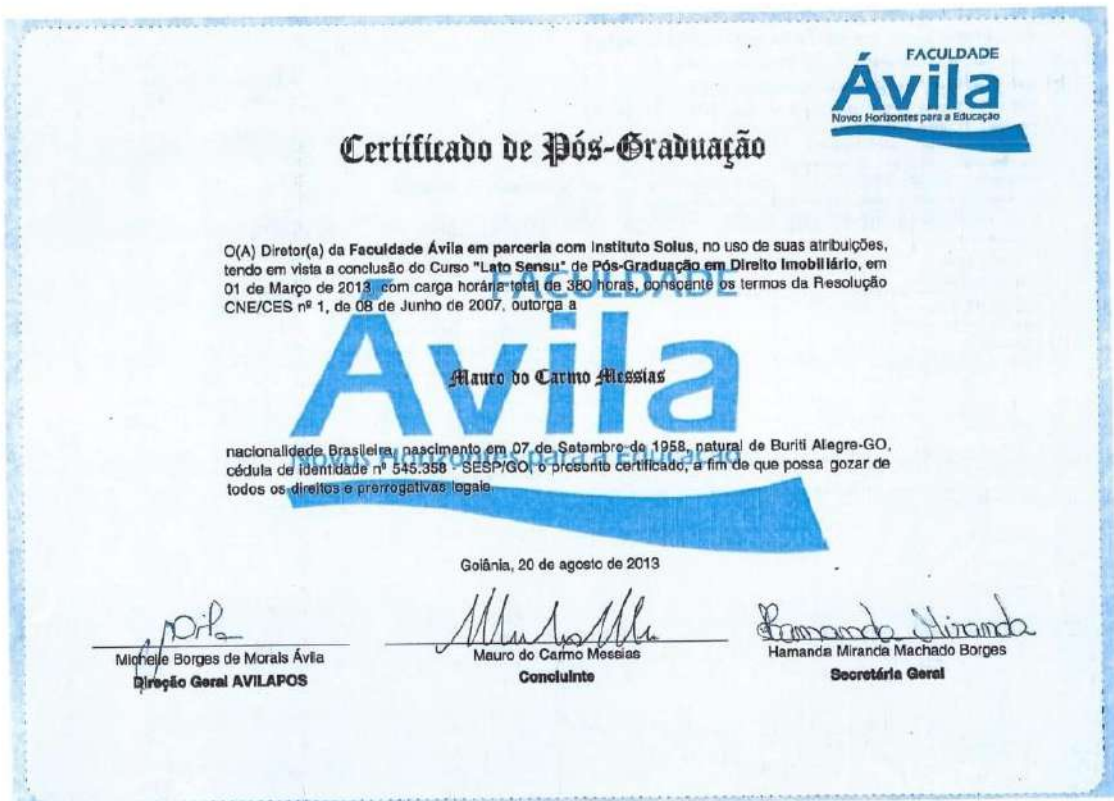 FACULDADE
Ávila
Novos Horizontes para a Educação
Certificado de Pós-Graduação
O(A) Diretor(a) da Faculdade Ávila em parceria com Instituto Solus, no uso de suas atribuições,
tendo em vista a conclusão do Curso "Lato Sensu" de Pós-Graduação em Direito Imobiliário, em
01 de Março de 2013, com carga horária total de 380 horas, consoante os termos da Resolução
CNE/CES nº 1, de 08 de Junho de 2007, outorga a
FACULDADE
Ávila
Mauro do Carmo Messias
Novos Horizontes para a Educação
nacionalidade Brasileira, nascimento em 07 de Setembro de 1958, natural de Buriti Alegre-GO,
cédula de identidade nº 545.358 - SESP/GO, o presente certificado, a fim de que possa gozar de
todos os direitos e prerrogativas legais.
Goiânia, 20 de agosto de 2013
Hamanda Miranda
Michelle Borges de Morais Ávila
Mauro do Carmo Messias
Hamanda Miranda Machado Borges
Direção Geral AVILAPOS
Concluinte
Secretária Geral